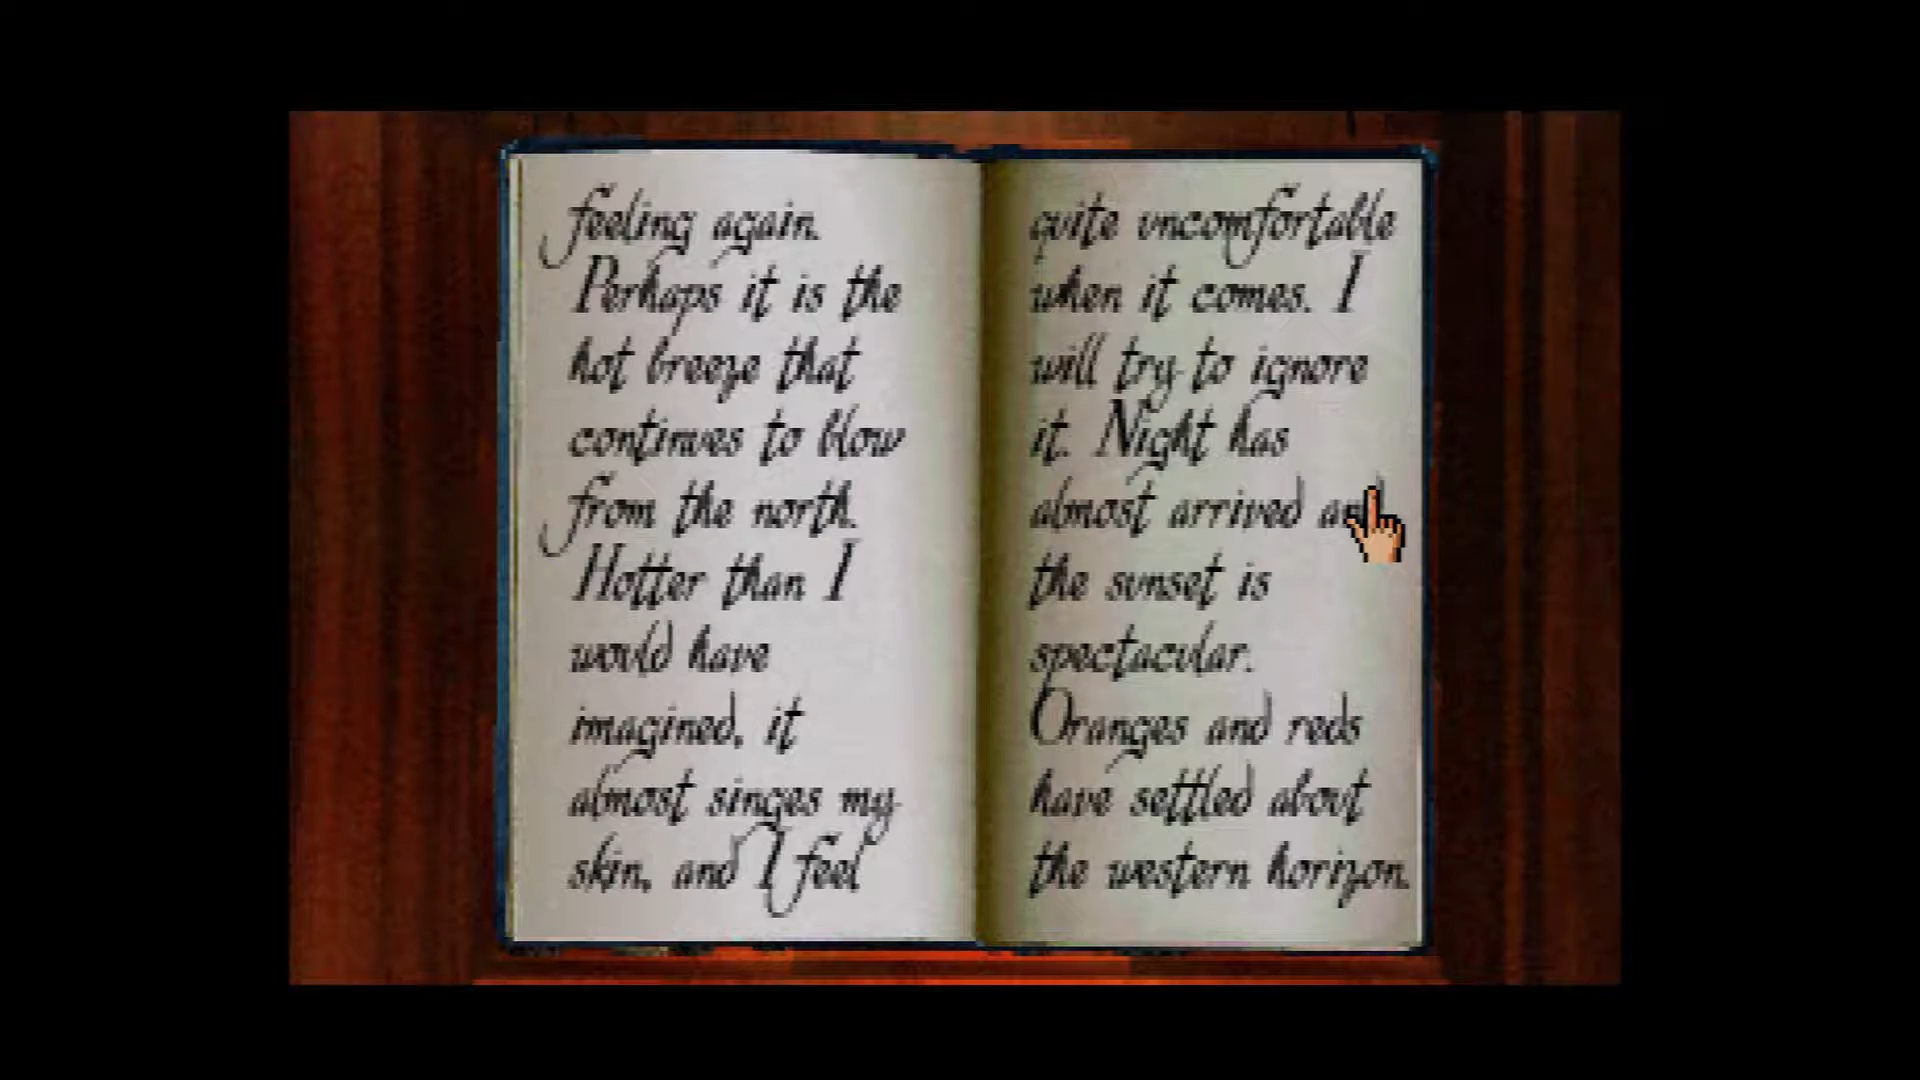 feeling again.
Perhaps it is the
hot breeze that
continues to blow
from the north.
Hotter than I
would have
imagined, it
almost singes my
skin, and I feel
quite uncomfortable
when it comes. I
will try to ignore
it. Night has
almost arrived and
the sunset is
spectacular.
Oranges and reds
have settled about
the western horizon.